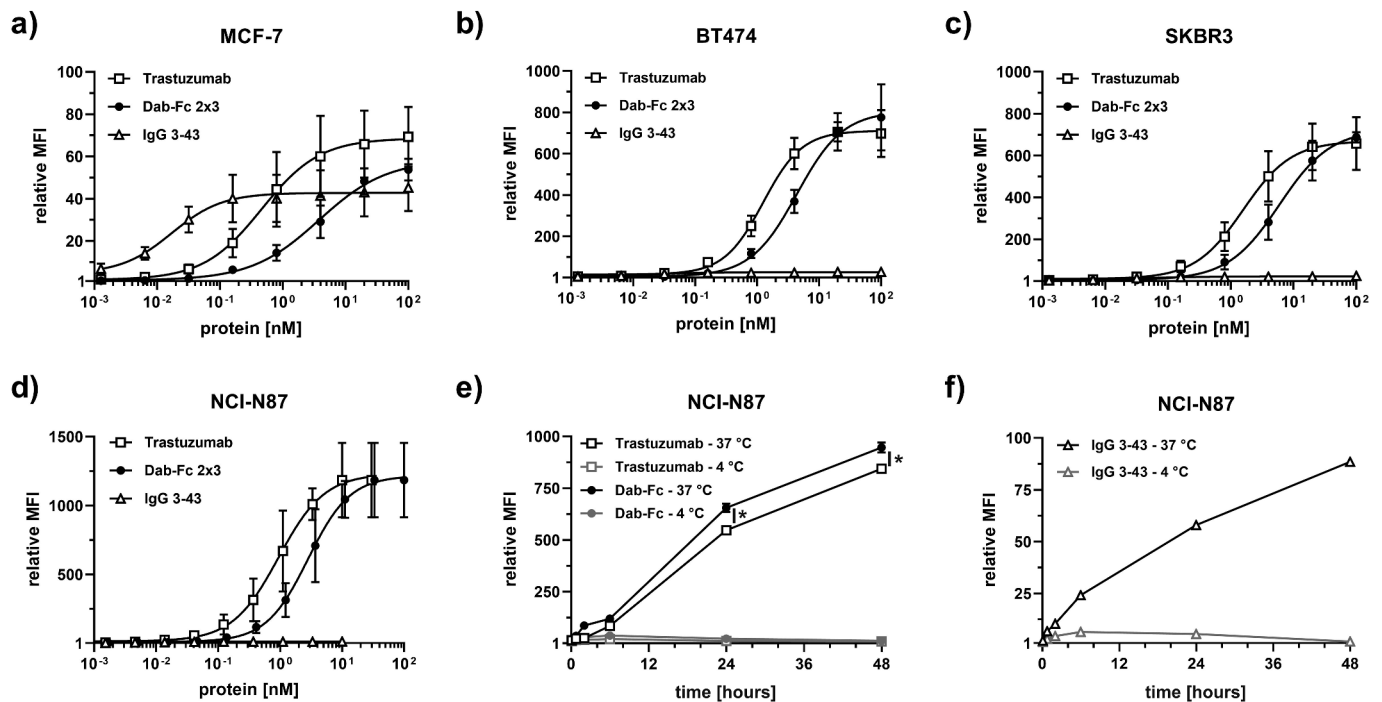 a)
MCF-7
100
80
60
40
20
1
relative MFI
Trastuzumab
Dab-Fc 2x3
IgG 3-43
10-3 10-2 10-1 100 101 102
protein [nM]
b)
BT474
1000
800
600
400
200
1
relative MFI
Trastuzumab
Dab-Fc 2x3
IgG 3-43
10-3 10-2 10-1 100 101 102
protein [nM]
c)
SKBR3
1000
800
600
400
200
1
relative MFI
Trastuzumab
Dab-Fc 2x3
IgG 3-43
10-3 10-2 10-1 100 101 102
protein [nM]
d)
NCI-N87
1500
1000
500
1
relative MFI
Trastuzumab
Dab-Fc 2x3
IgG 3-43
10-3 10-2 10-1 100 101 102
protein [nM]
e)
NCI-N87
1000
750
500
250
1
relative MFI
Trastuzumab - 37 °C
Trastuzumab - 4 °C
Dab-Fc - 37 °C
Dab-Fc - 4 °C
*
*
0 12 24 36 48
time [hours]
f)
NCI-N87
100
75
50
25
1
relative MFI
IgG 3-43 - 37 °C
IgG 3-43 - 4 °C
0 12 24 36 48
time [hours]